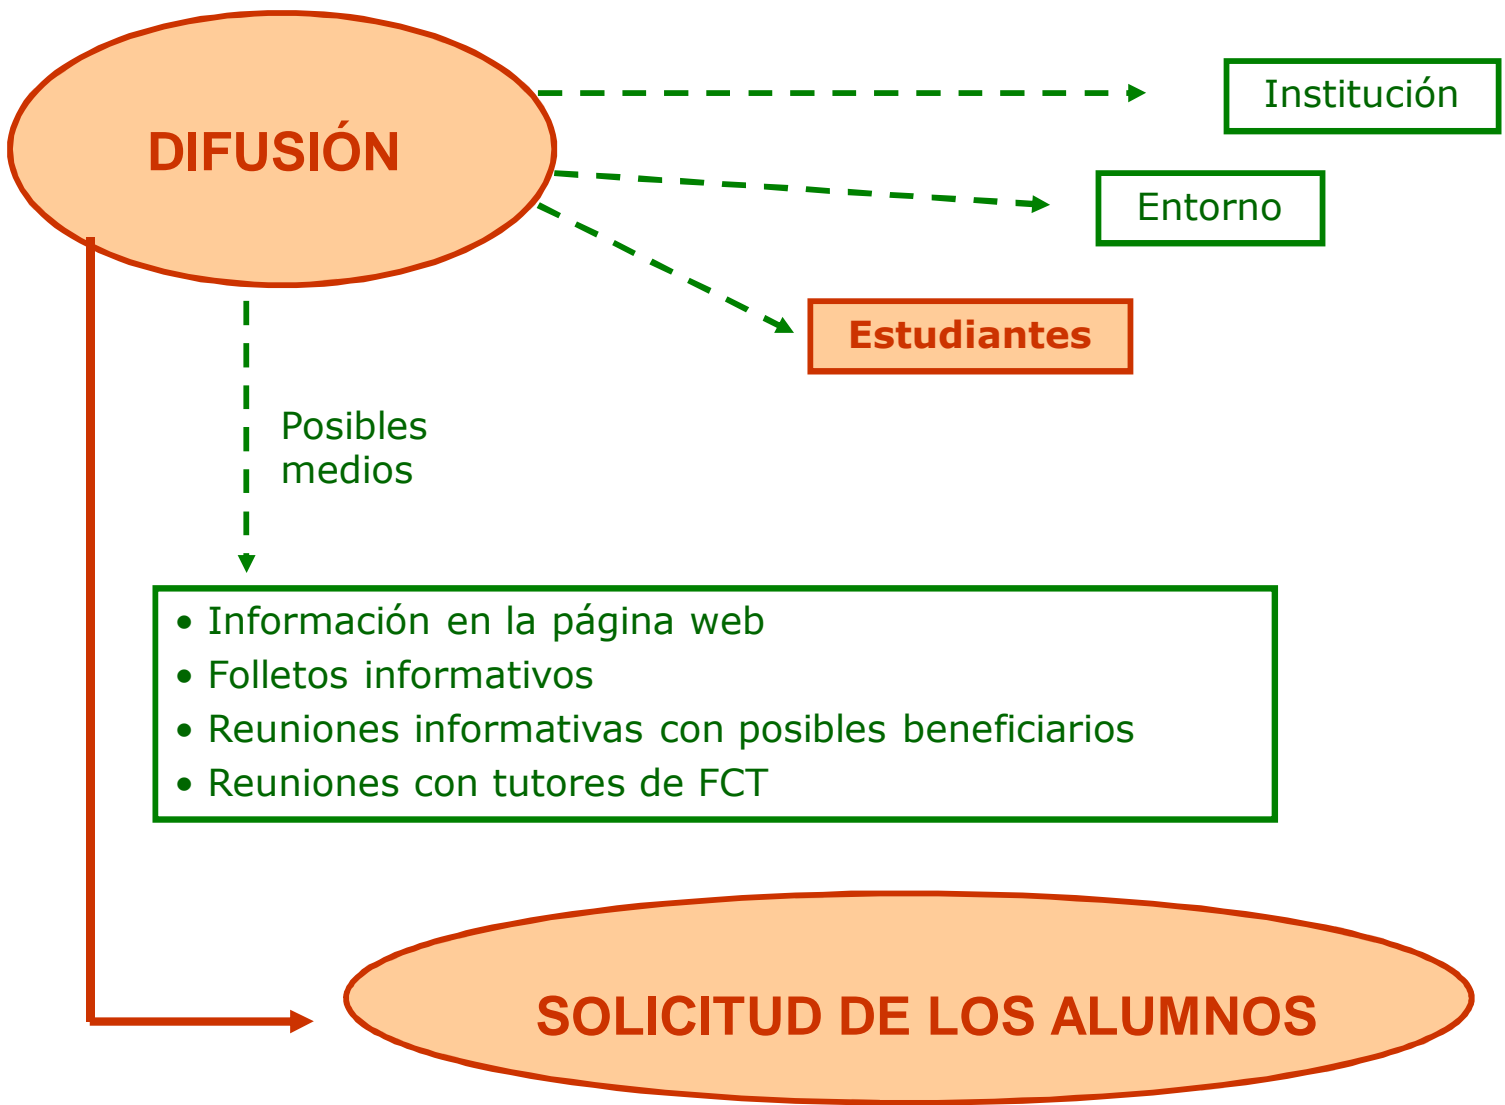 DIFUSIÓN
Institución
Entorno
Estudiantes
Posibles
medios
• Información en la página web
• Folletos informativos
• Reuniones informativas con posibles beneficiarios
• Reuniones con tutores de FCT
SOLICITUD DE LOS ALUMNOS